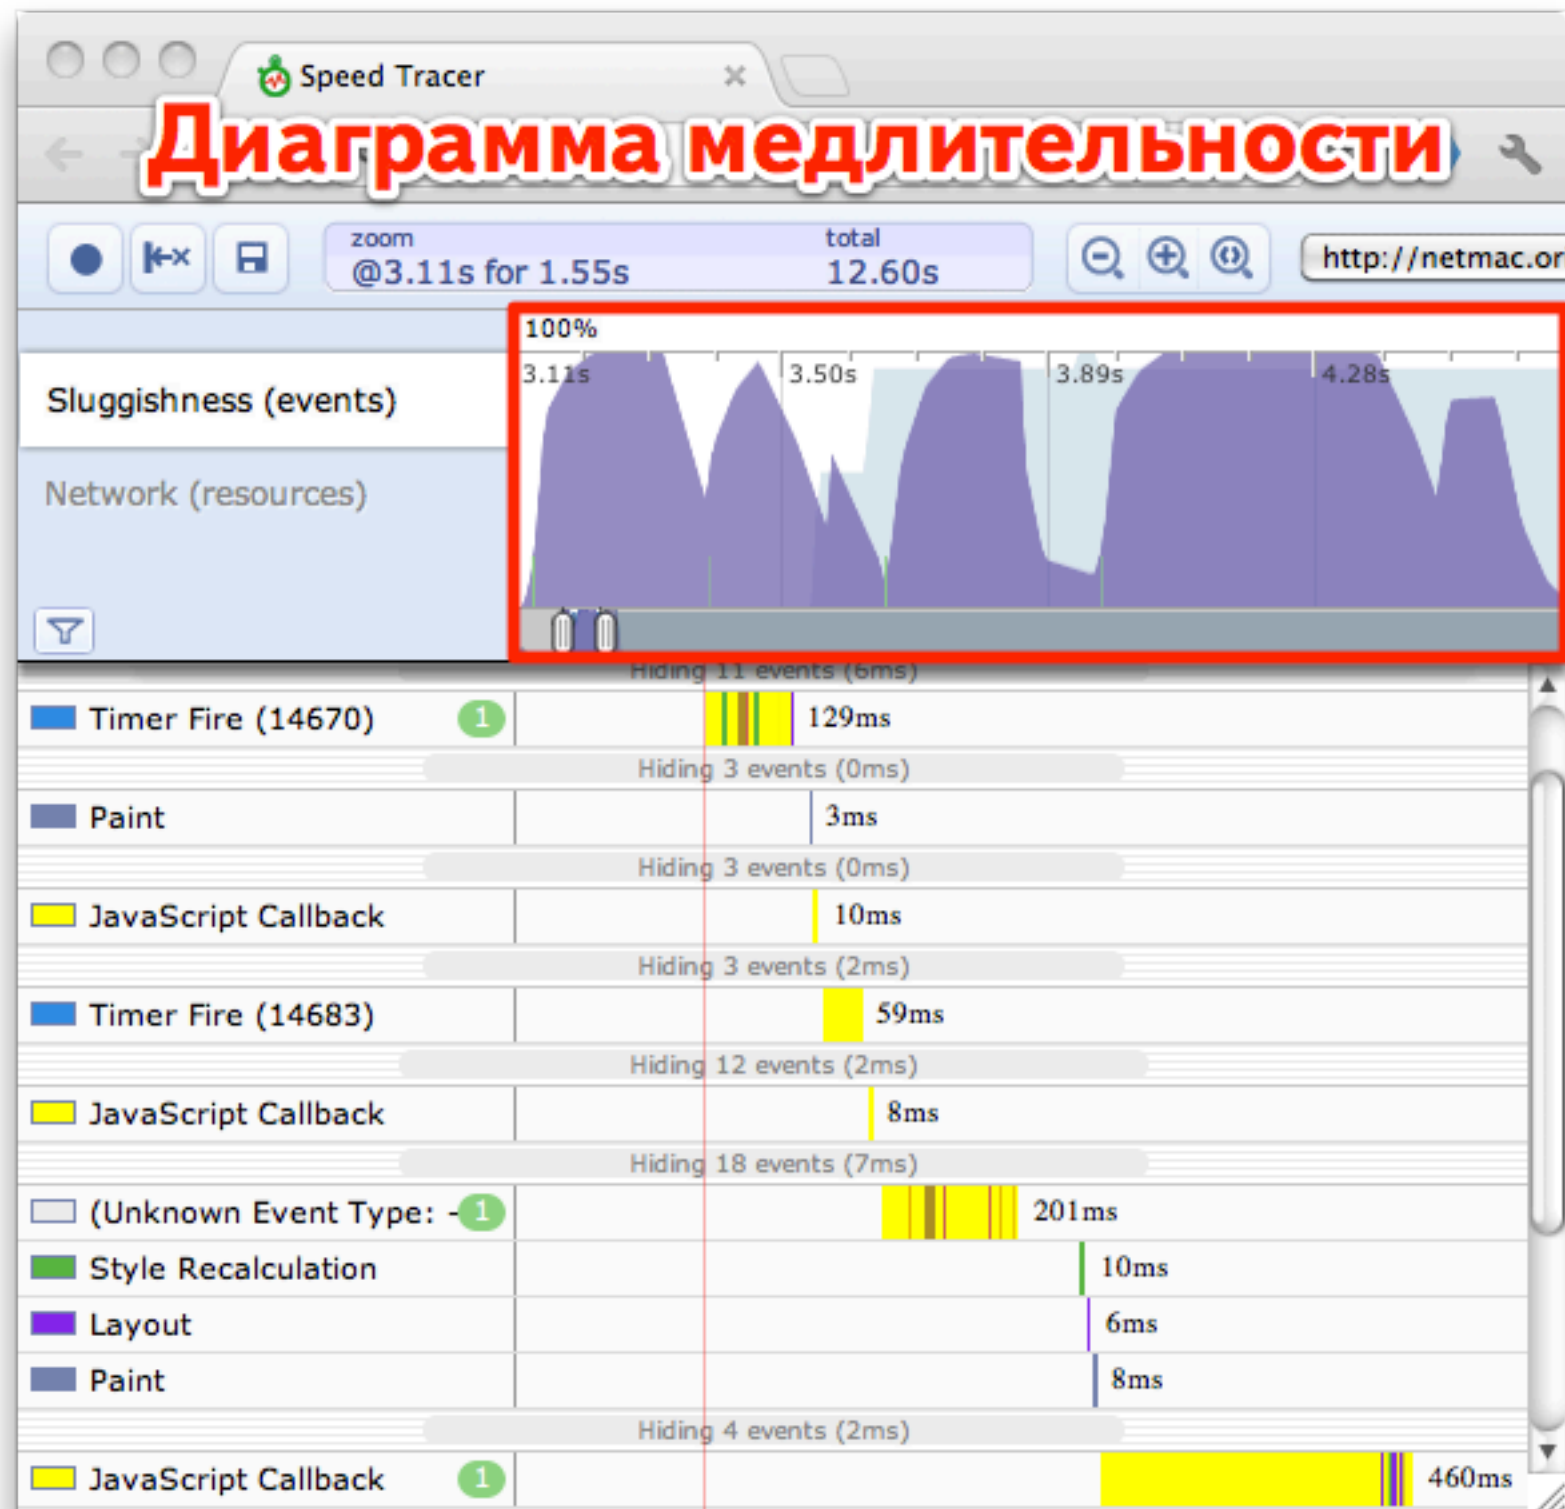 Speed Tracer
Диаграмма медлительности
zoom total
@3.11s for 1.55s 12.60s
http://netmac.or
100%
3.11s 3.50s 3.89s 4.28s
Sluggishness (events)
Network (resources)
Hiding 11 events (6ms)
Timer Fire (14670) 1 129ms
Hiding 3 events (0ms)
Paint 3ms
Hiding 3 events (0ms)
JavaScript Callback 10ms
Hiding 3 events (2ms)
Timer Fire (14683) 59ms
Hiding 12 events (2ms)
JavaScript Callback 8ms
Hiding 18 events (7ms)
(Unknown Event Type: - 1 201ms
Style Recalculation 10ms
Layout 6ms
Paint 8ms
Hiding 4 events (2ms)
JavaScript Callback 1 460ms